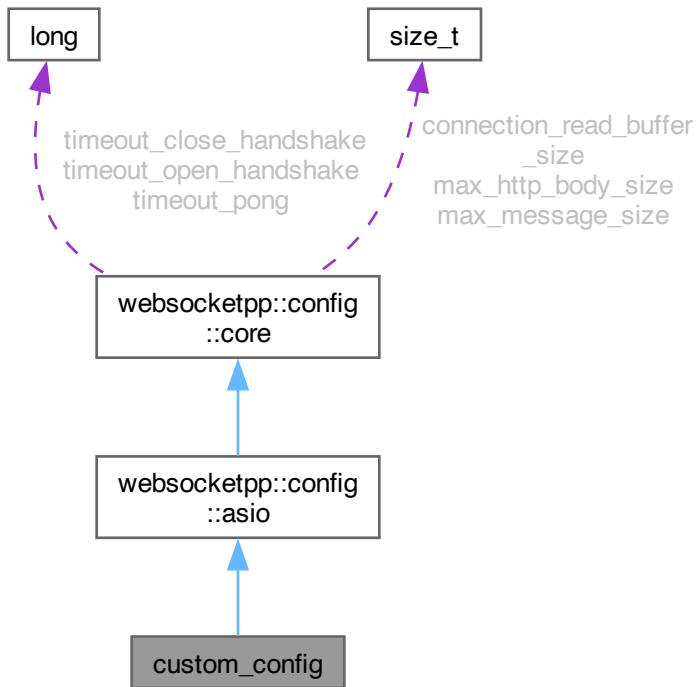 long
size_t
timeout_close_handshake
timeout_open_handshake
timeout_pong
connection_read_buffer
_size
max_http_body_size
max_message_size
websocketpp::config
::core
websocketpp::config
::asio
custom_config